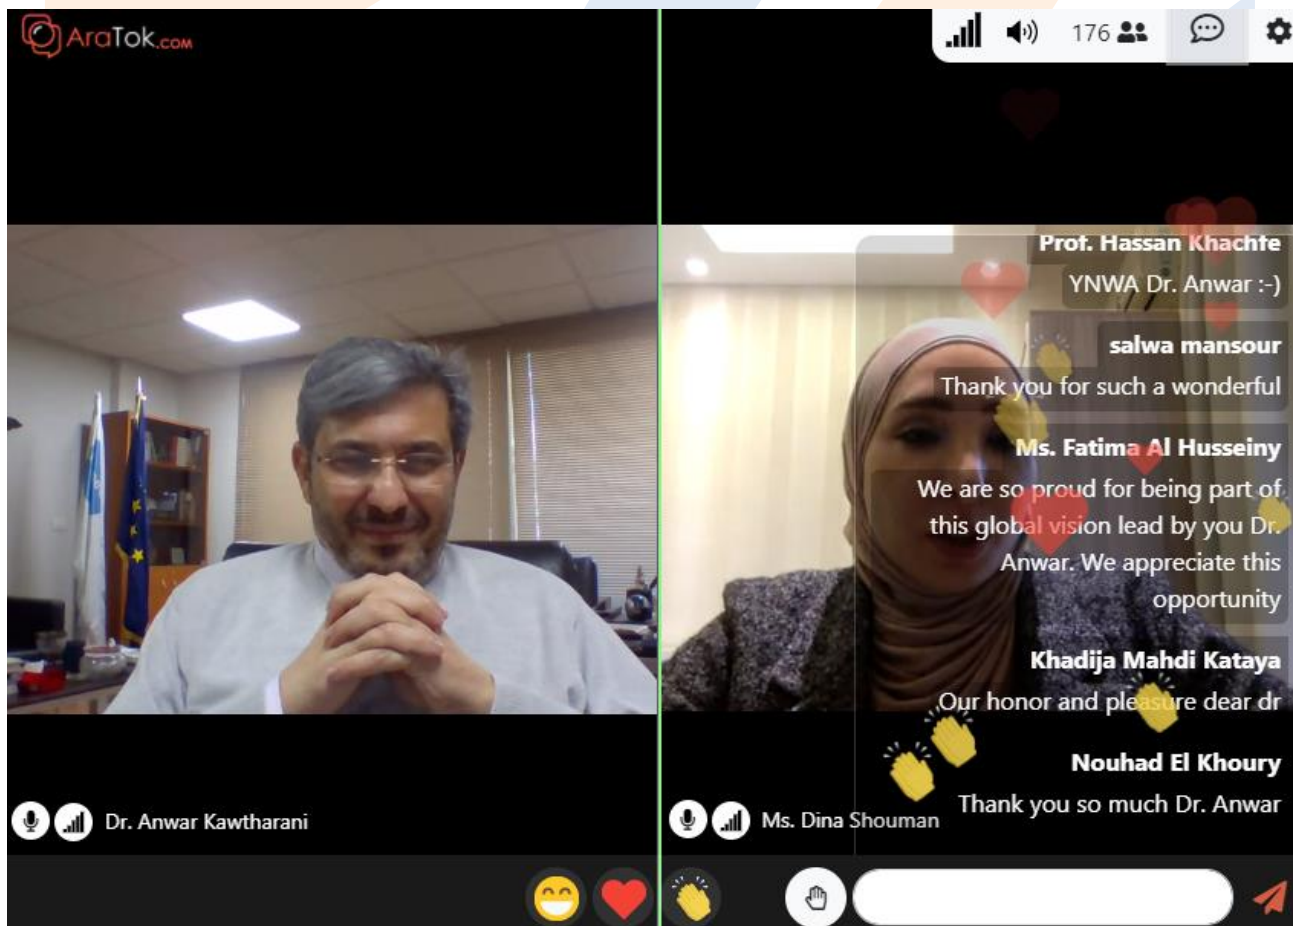 AraTok.COM
176
Prof. Hassan Khachfe
YNWA Dr. Anwar :-)
salwa mansour
Thank you for such a wonderful
Ms. Fatima Al Husseiny
We are so proud for being part of
this global vision lead by you Dr.
Anwar. We appreciate this
opportunity
Khadija Mahdi Kataya
Our honor and pleasure dear dr
Nouhad El Khoury
Thank you so much Dr. Anwar
Dr. Anwar Kawtharani
Ms. Dina Shouman